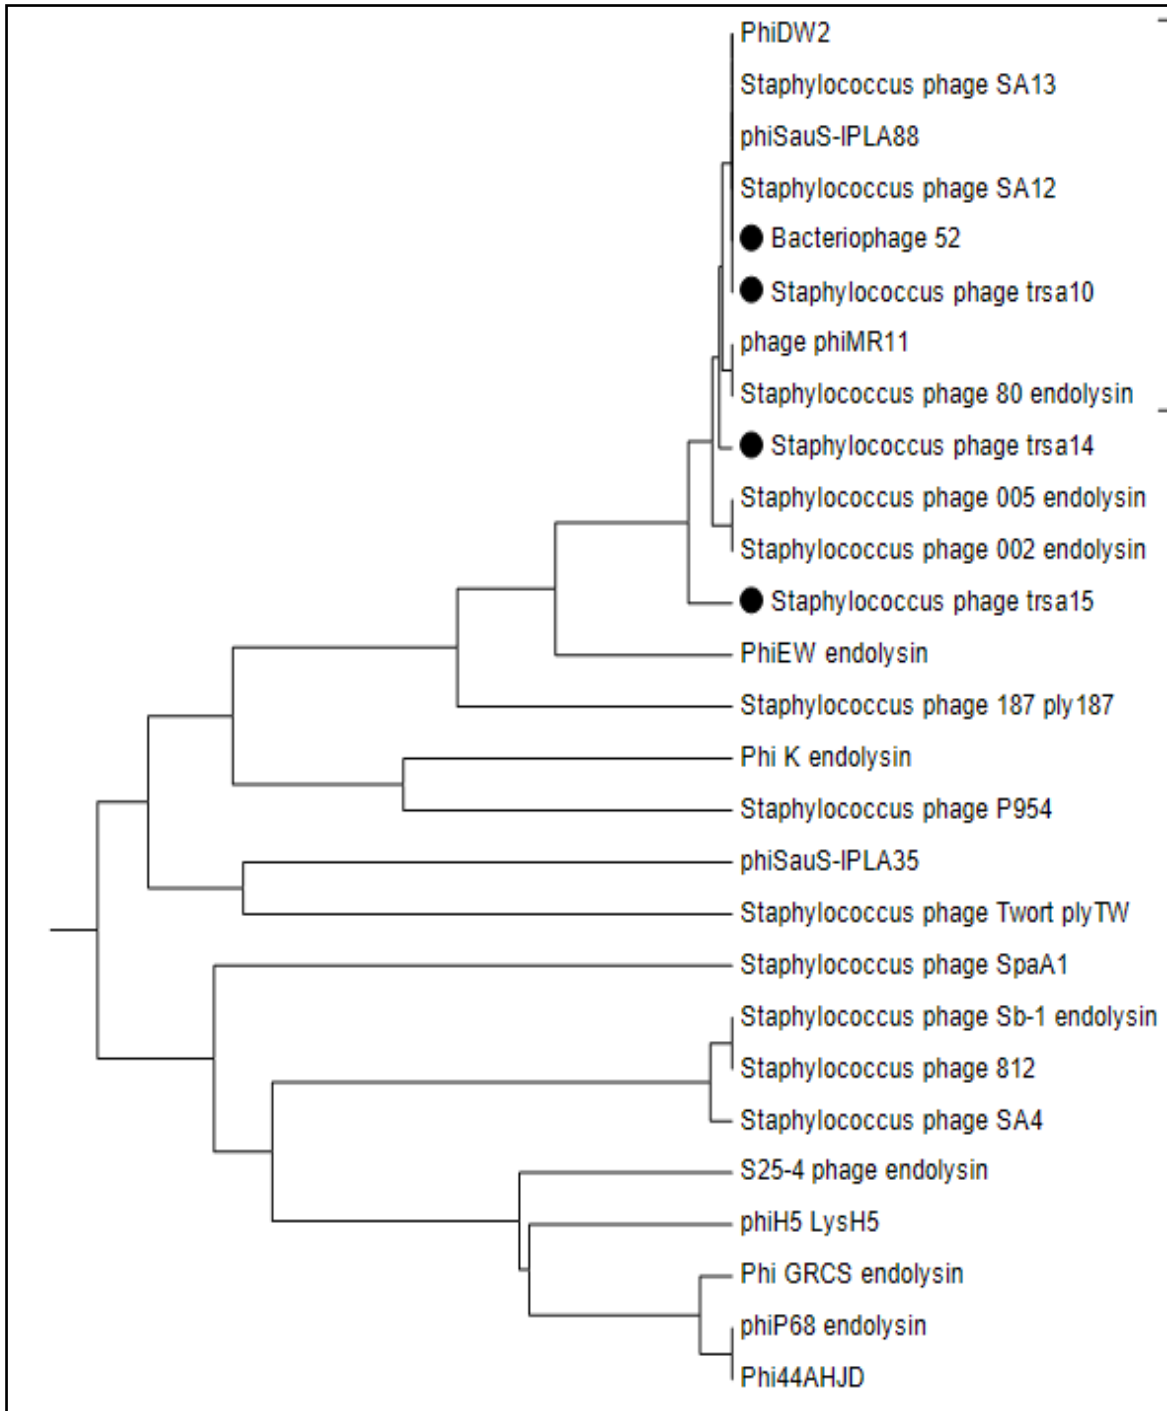 PhiDW2
Staphylococcus phage SA13
phiSauS-IPLA88
Staphylococcus phage SA12
Bacteriophage 52
Staphylococcus phage trsa10
phage phiMR11
Staphylococcus phage 80 endolysin
Staphylococcus phage trsa14
Staphylococcus phage 005 endolysin
Staphylococcus phage 002 endolysin
Staphylococcus phage trsa15
PhiEW endolysin
Staphylococcus phage 187 ply187
Phi K endolysin
Staphylococcus phage P954
phiSauS-IPLA35
Staphylococcus phage Twort plyTW
Staphylococcus phage SpaA1
Staphylococcus phage Sb-1 endolysin
Staphylococcus phage 812
Staphylococcus phage SA4
S25-4 phage endolysin
phiH5 LysH5
Phi GRCS endolysin
phiP68 endolysin
Phi44AHJD